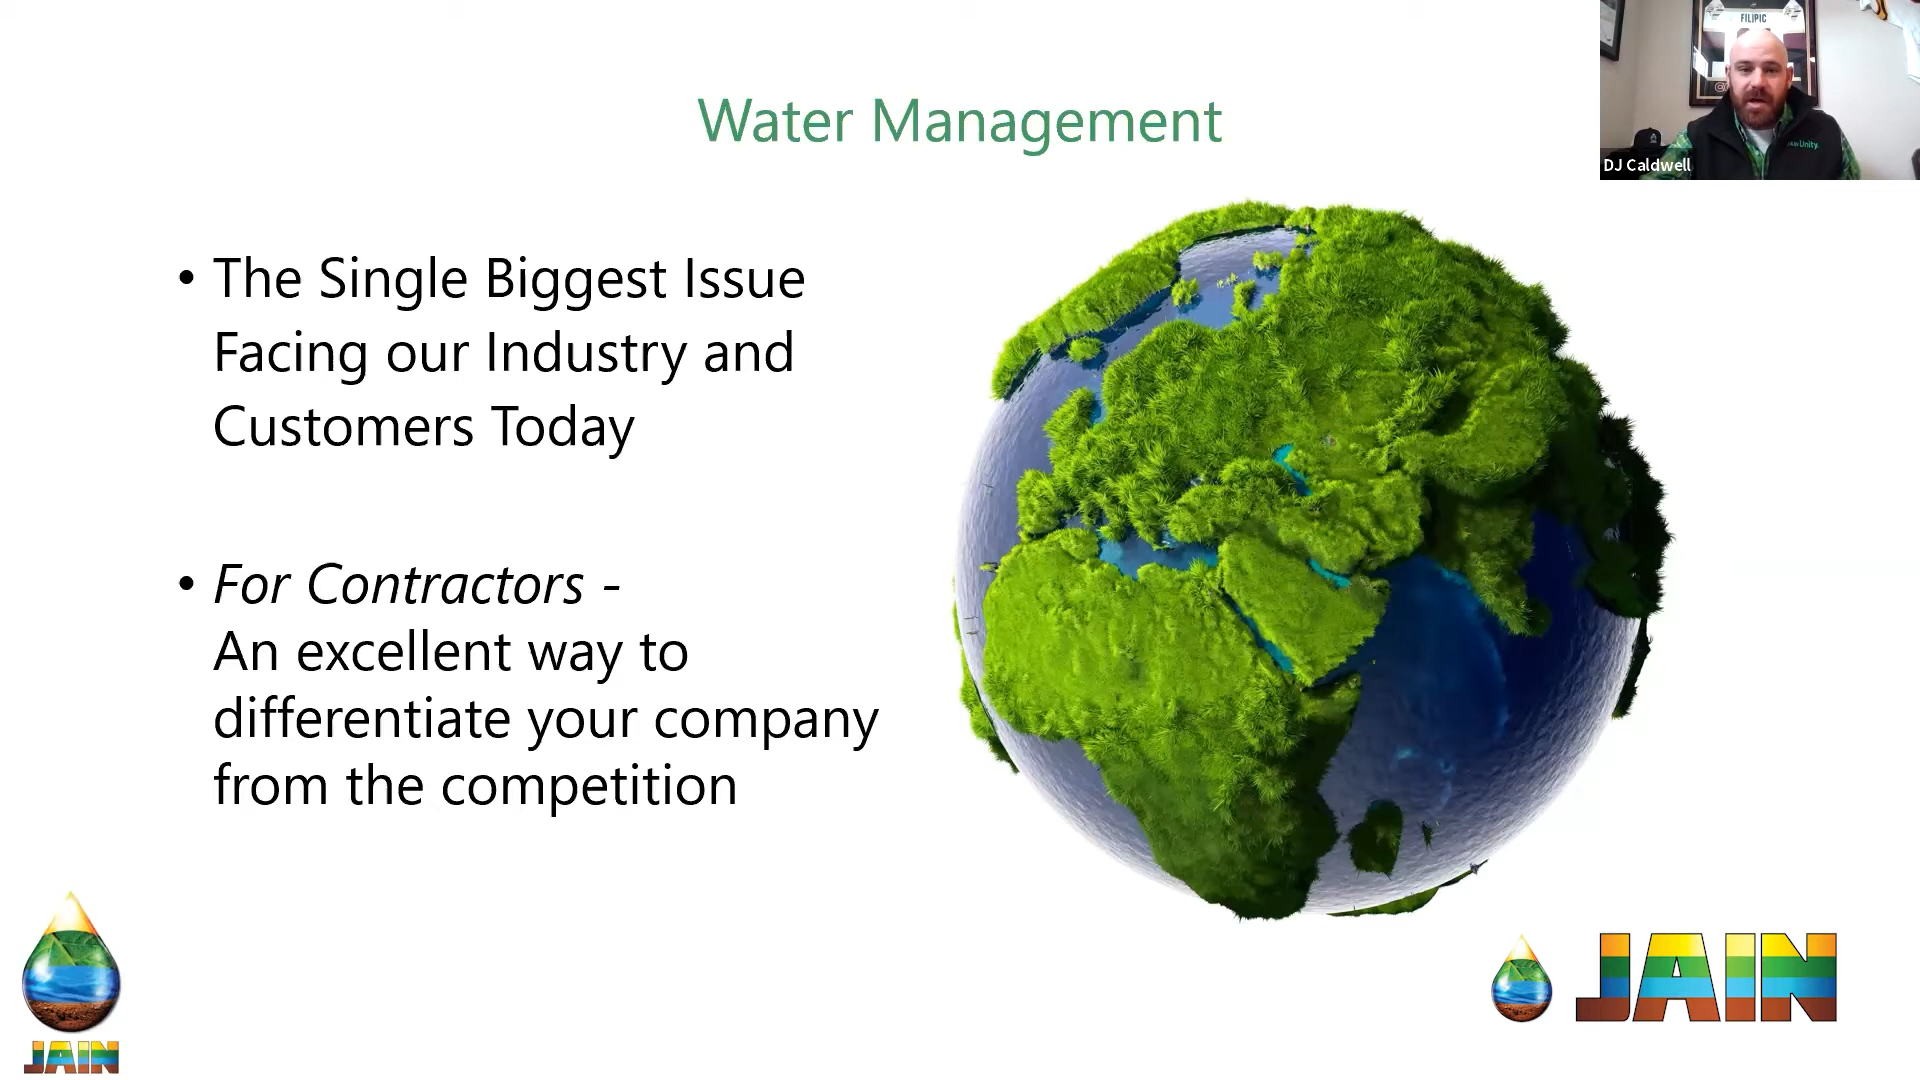 Water Management
FILIPIC
Unity
DJ Caldwell
• The Single Biggest Issue
Facing our Industry and
Customers Today
• For Contractors -
An excellent way to
differentiate your company
from the competition
JAIN
JAIN